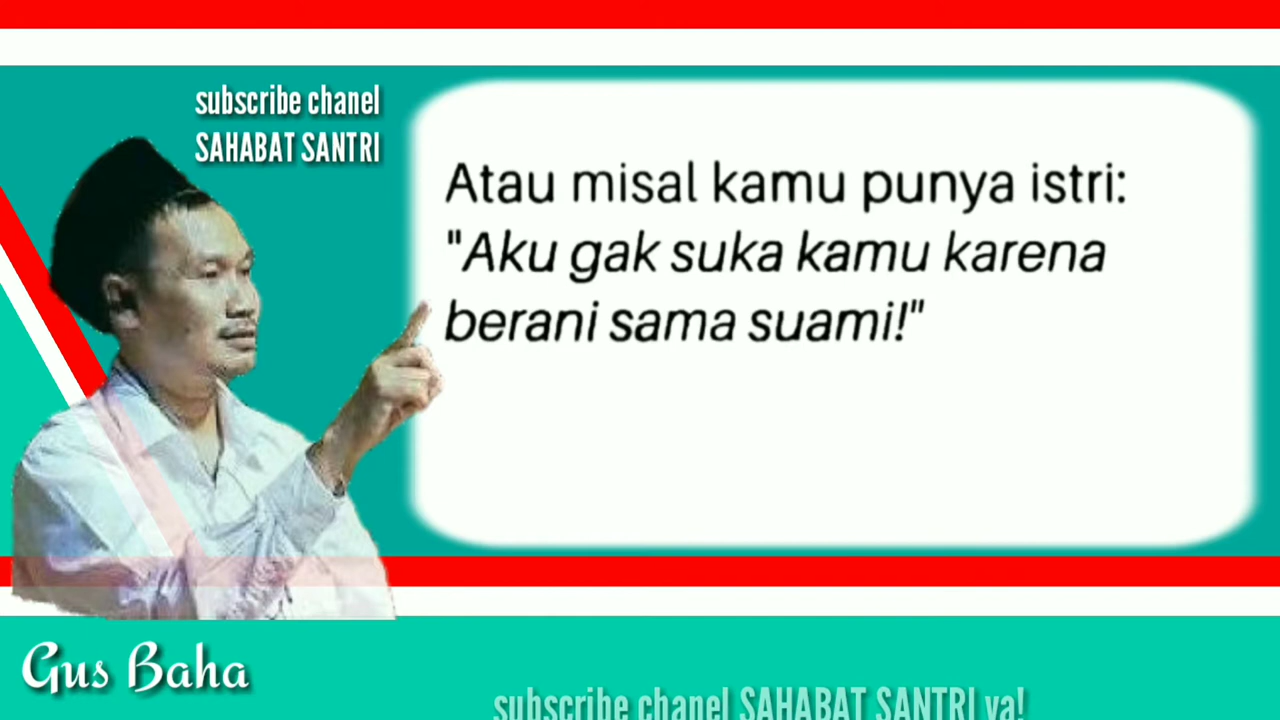 subscribe chanel
SAHABAT SANTRI
Atau misal kamu punya istri:
"Aku gak suka kamu karena
berani sama suami!"
Gus Baha
subscribe chanel SAHABAT SANTRI ya!